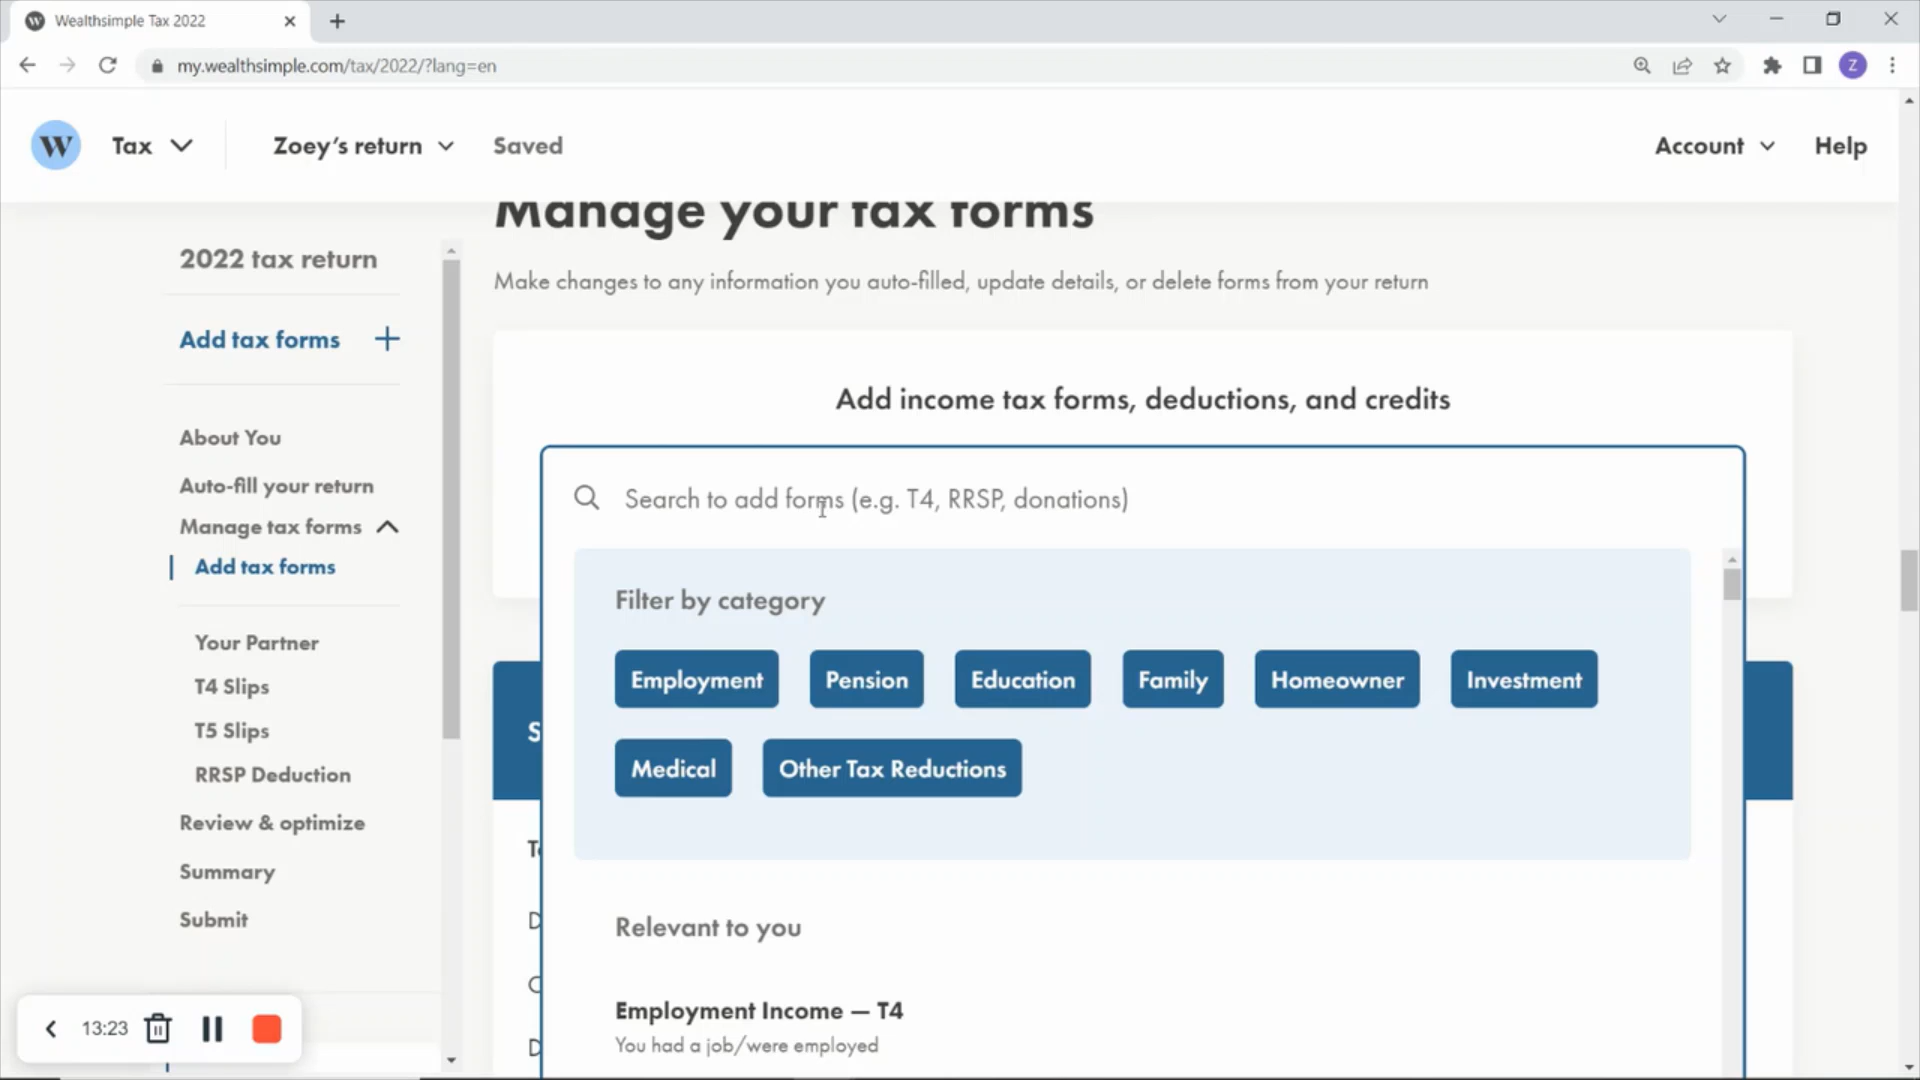 Wealthsimple Tax 2022
my.wealthsimple.com/tax/2022/?lang=en
Z
W Tax Zoey's return Saved Account Help
Manage your tax forms
Make changes to any information you auto-filled, update details, or delete forms from your return
2022 tax return
Add tax forms
About You
Auto-fill your return
Manage tax forms
Add tax forms
Your Partner
T4 Slips
T5 Slips
RRSP Deduction
Review & optimize
Summary
Submit
13:23
Add income tax forms, deductions, and credits
Search to add forms (e.g. T4, RRSP, donations)
Filter by category
Employment Pension Education Family Homeowner Investment
Medical Other Tax Reductions
Relevant to you
Employment Income — T4
You had a job/were employed